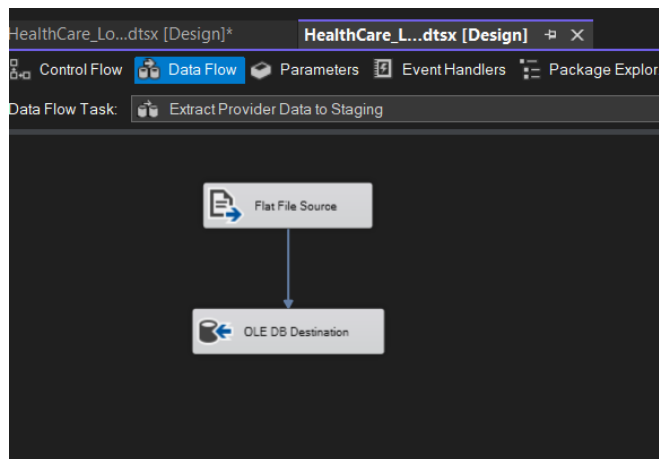 HealthCare_Lo...dtsx [Design]* HealthCare_L...dtsx [Design]
Control Flow Data Flow Parameters Event Handlers Package Explor
Data Flow Task: Extract Provider Data to Staging
Flat File Source
OLE DB Destination